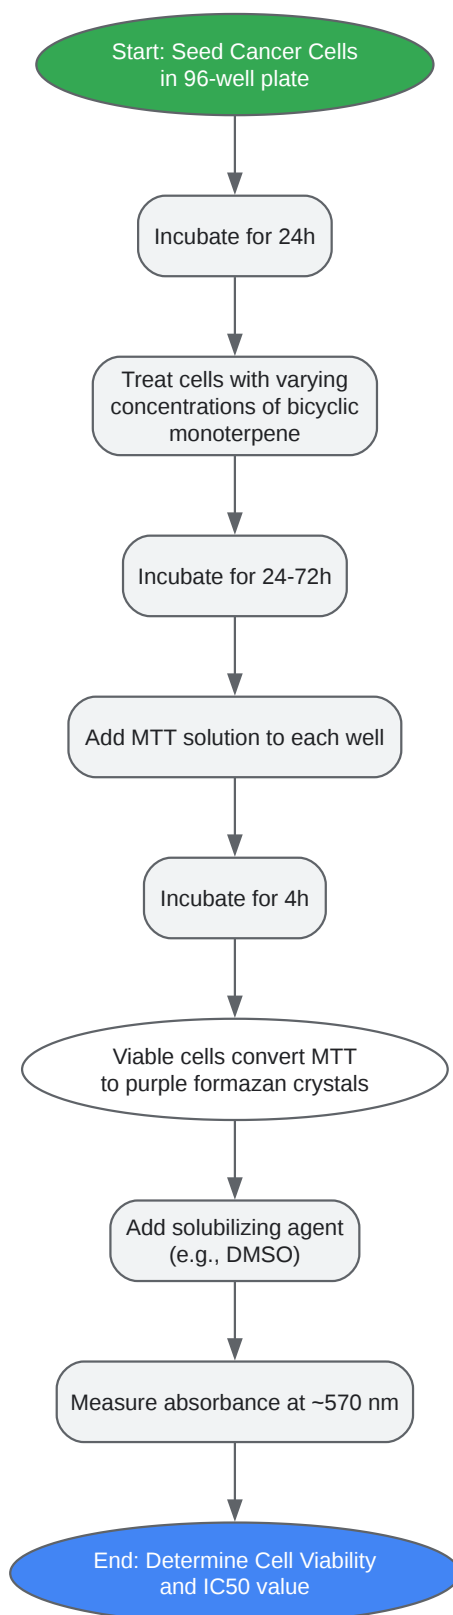 Start: Seed Cancer Cells
in 96-well plate
Incubate for 24h
Treat cells with varying
concentrations of bicyclic
monoterpene
Incubate for 24-72h
Add MTT solution to each well
Incubate for 4h
Viable cells convert MTT
to purple formazan crystals
Add solubilizing agent
(e.g., DMSO)
Measure absorbance at ~570 nm
End: Determine Cell Viability
and IC50 value